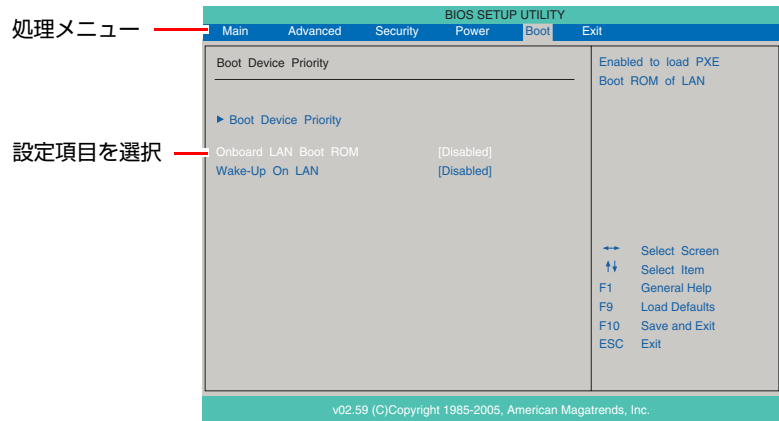 BIOS SETUP UTILITY
処理メニュー
Main Advanced Security Power Boot Exit
Boot Device Priority
Enabled to load PXE
Boot ROM of LAN
Boot Device Priority
設定項目を選択
Onboard LAN Boot ROM [Disabled]
Wake-Up On LAN [Disabled]
Select Screen
Select Item
F1 General Help
F9 Load Defaults
F10 Save and Exit
ESC Exit
v02.59 (C)Copyright 1985-2005, American Magatrends, Inc.